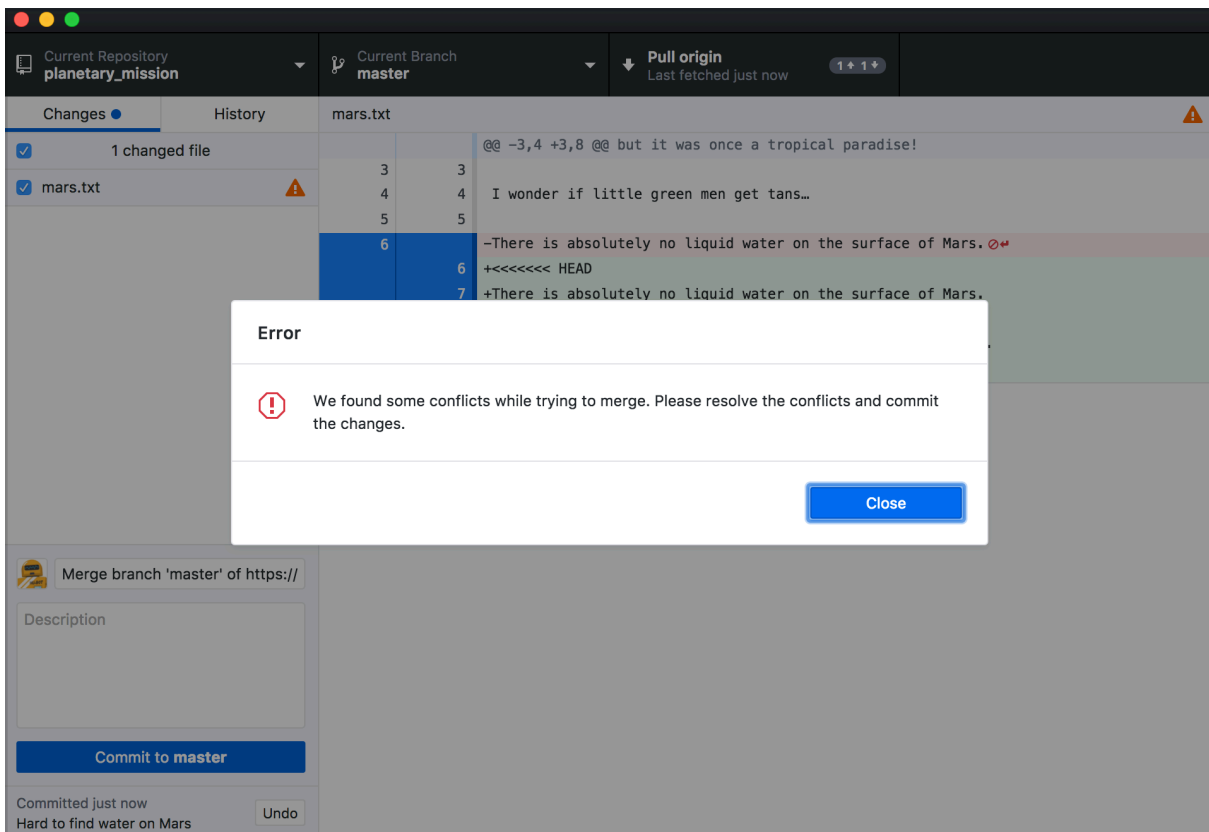 Current Repository
planetary_mission
Current Branch
master
Pull origin
Last fetched just now
1 1
Changes
History
mars.txt
1 changed file
mars.txt
@@ -3,4 +3,8 @@ but it was once a tropical paradise!
3 3
4 4 I wonder if little green men get tans…
5 5
6 -There is absolutely no liquid water on the surface of Mars.
6 +<<<<<<< HEAD
7 +There is absolutely no liquid water on the surface of Mars.
Error
We found some conflicts while trying to merge. Please resolve the conflicts and commit
the changes.
Close
Merge branch 'master' of https://
Description
Commit to master
Committed just now
Hard to find water on Mars
Undo